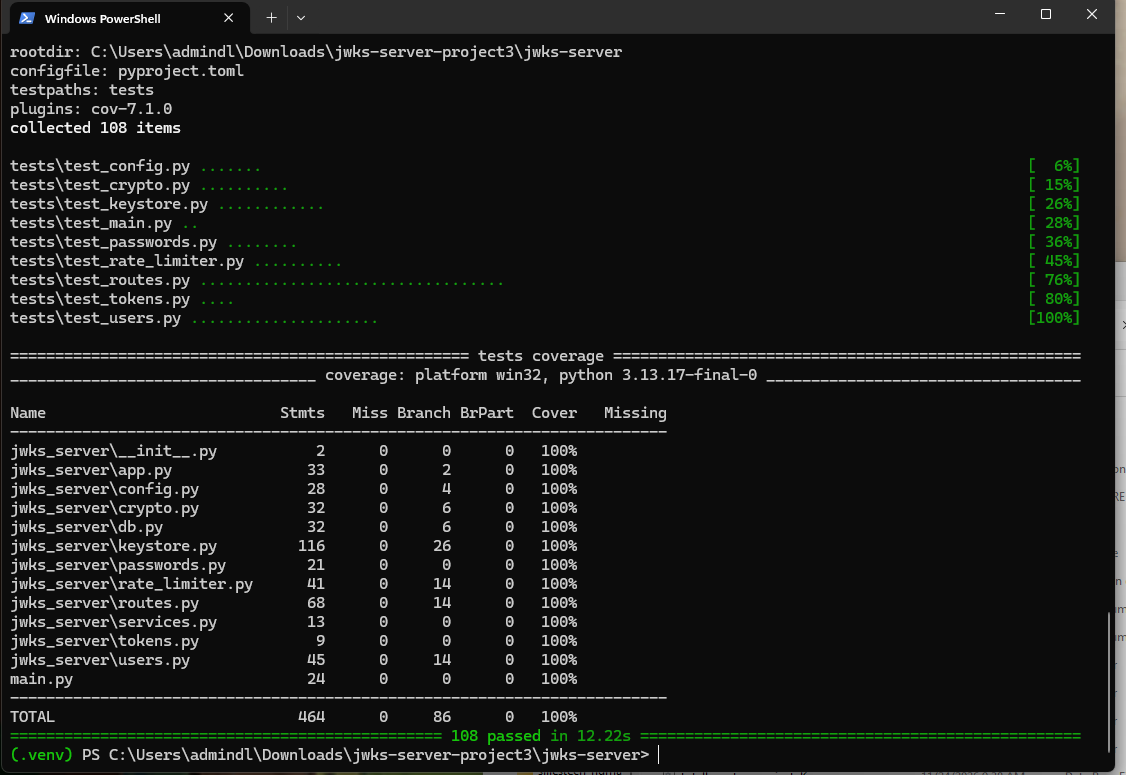 Windows PowerShell
rootdir: C:\Users\admindl\Downloads\jwks-server-project3\jwks-server
configfile: pyproject.toml
testpaths: tests
plugins: cov-7.1.0
collected 108 items
tests\test_config.py ....... [  6%]
tests\test_crypto.py .......... [ 15%]
tests\test_keystore.py ............ [ 26%]
tests\test_main.py .. [ 28%]
tests\test_passwords.py ........ [ 36%]
tests\test_rate_limiter.py .......... [ 45%]
tests\test_routes.py .................................. [ 76%]
tests\test_tokens.py .... [ 80%]
tests\test_users.py ..................... [100%]
=================================================== tests coverage ====================================================
__________________________________ coverage: platform win32, python 3.13.17-final-0 ___________________________________
Name                          Stmts   Miss Branch BrPart  Cover   Missing
-------------------------------------------------------------------------
jwks_server\__init__.py           2      0      0      0   100%
jwks_server\app.py               33      0      2      0   100%
jwks_server\config.py            28      0      4      0   100%
jwks_server\crypto.py            32      0      6      0   100%
jwks_server\db.py                32      0      6      0   100%
jwks_server\keystore.py         116      0     26      0   100%
jwks_server\passwords.py         21      0      0      0   100%
jwks_server\rate_limiter.py      41      0     14      0   100%
jwks_server\routes.py            68      0     14      0   100%
jwks_server\services.py          13      0      0      0   100%
jwks_server\tokens.py             9      0      0      0   100%
jwks_server\users.py             45      0     14      0   100%
main.py                          24      0      0      0   100%
-------------------------------------------------------------------------
TOTAL                           464      0     86      0   100%
================================================ 108 passed in 12.22s =================================================
(.venv) PS C:\Users\admindl\Downloads\jwks-server-project3\jwks-server>